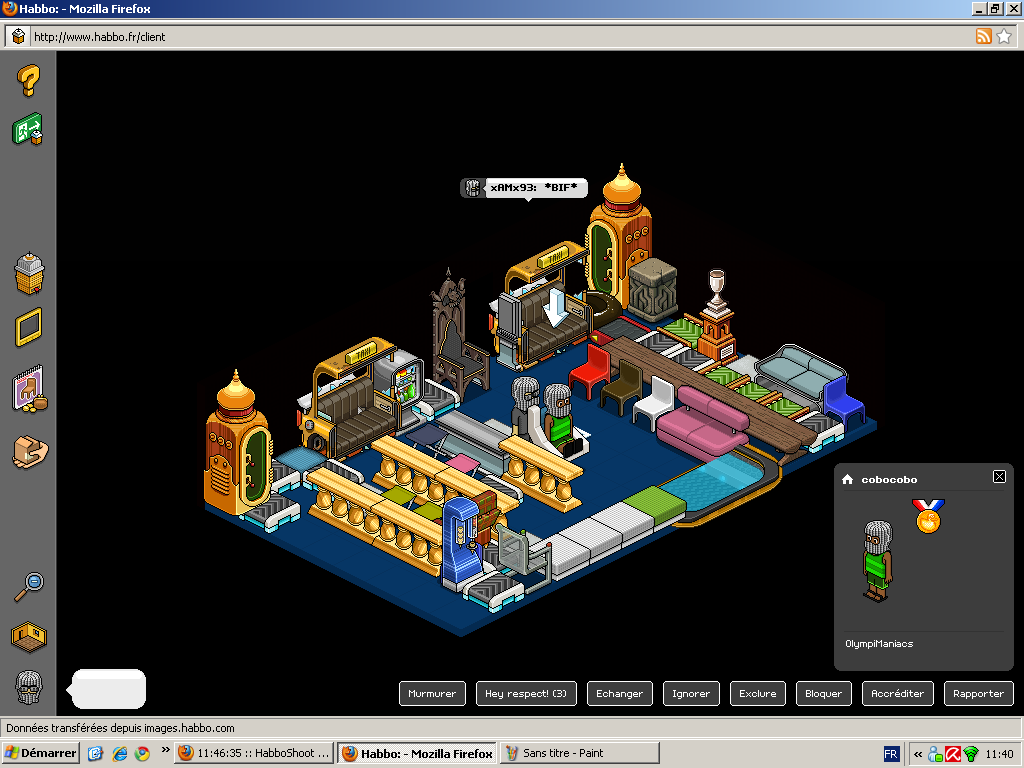 Habbo: - Mozilla Firefox
http://www.habbo.fr/client
xAMx93: *BIF*
TAXI
TAXI
cobocobo
OlympiManiacs
Murmurer
Hey respect! (3)
Echanger
Ignorer
Exclure
Bloquer
Accréditer
Rapporter
Données transférées depuis images.habbo.com
Démarrer
»
11:46:35 :: HabboShoot ...
Habbo: - Mozilla Firefox
Sans titre - Paint
FR
«
11:40